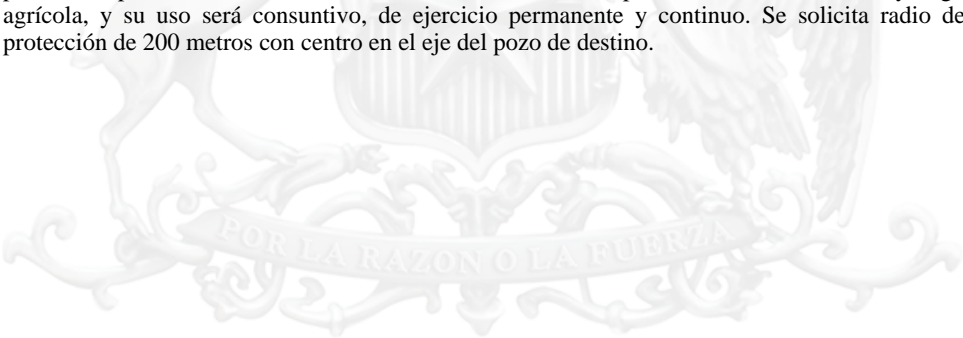 agrícola, y su uso será consuntivo, de ejercicio permanente y continuo. Se solicita radio de
protección de 200 metros con centro en el eje del pozo de destino.
POR LA RAZON O LA FUERZA